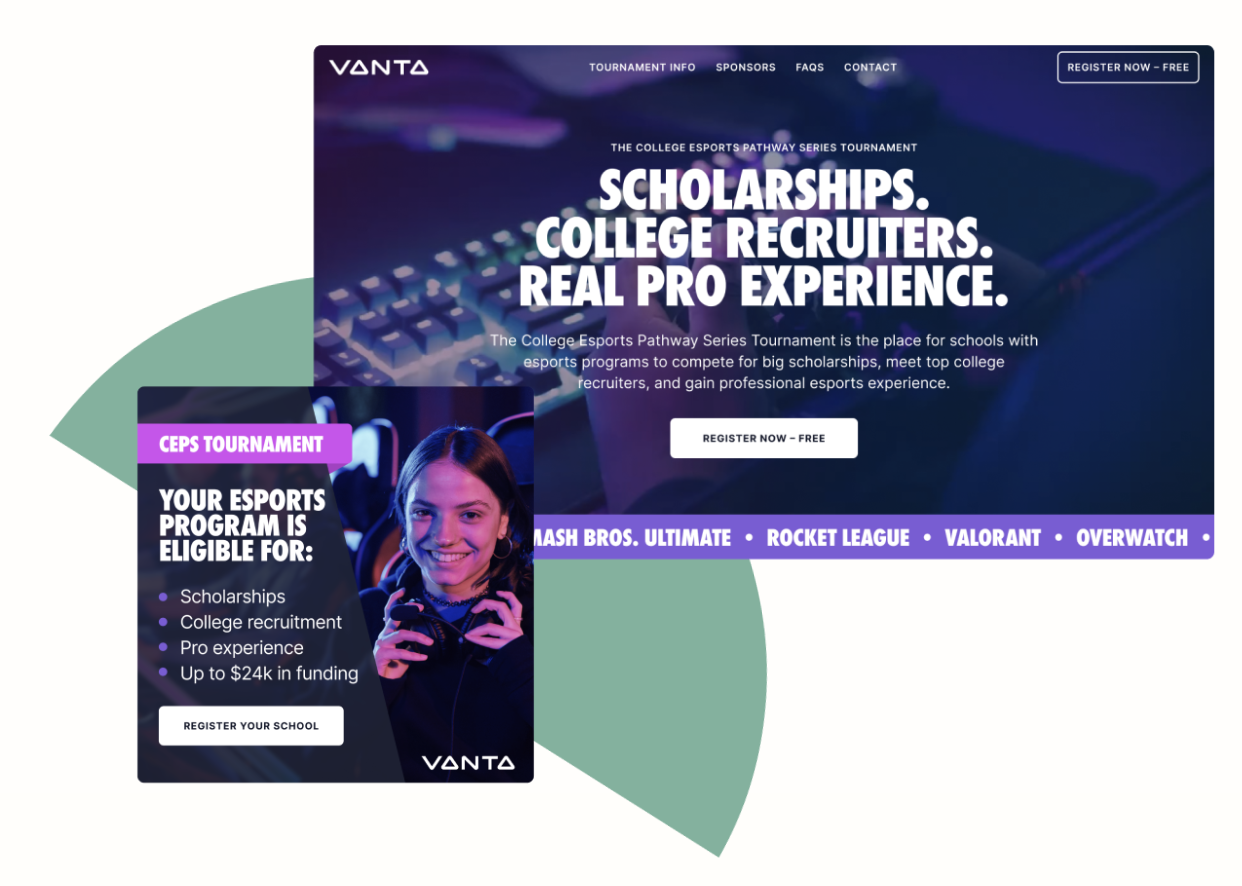 VANTA
TOURNAMENT INFO
SPONSORS
FAQS
CONTACT
REGISTER NOW – FREE
THE COLLEGE ESPORTS PATHWAY SERIES TOURNAMENT
SCHOLARSHIPS.
COLLEGE RECRUITERS.
REAL PRO EXPERIENCE.
The College Esports Pathway Series Tournament is the place for schools with
esports programs to compete for big scholarships, meet top college
recruiters, and gain professional esports experience.
REGISTER NOW – FREE
MASH BROS. ULTIMATE • ROCKET LEAGUE • VALORANT • OVERWATCH •
CEPS TOURNAMENT
YOUR ESPORTS
PROGRAM IS
ELIGIBLE FOR:
• Scholarships
• College recruitment
• Pro experience
• Up to $24k in funding
REGISTER YOUR SCHOOL
VANTA